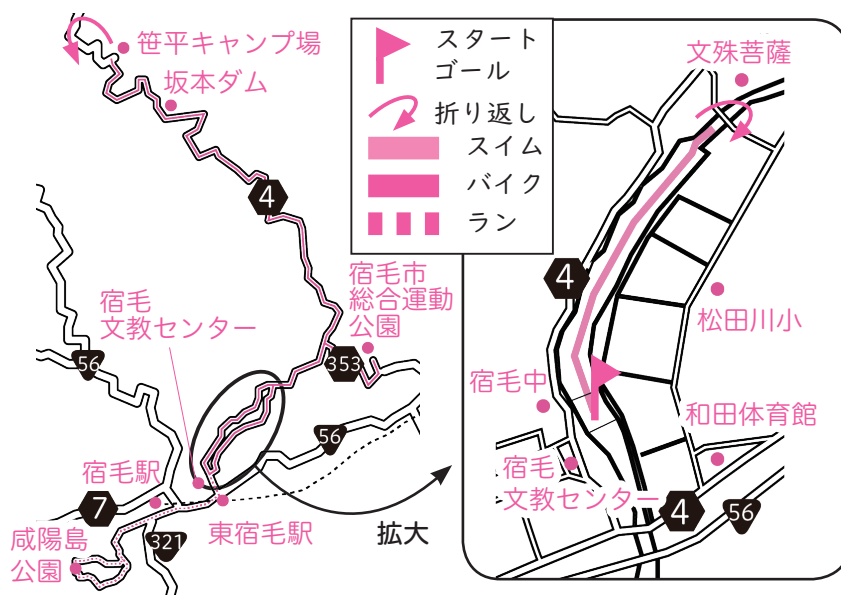 笹平キャンプ場
坂本ダム
4
宿毛市
総合運動
公園
宿毛
文教センター
353
56
56
宿毛駅
7
東宿毛駅
321
咸陽島
公園
拡大
スタート
ゴール
折り返し
スイム
バイク
ラン
文殊菩薩
4
松田川小
宿毛中
和田体育館
宿毛
文教センター
4
56